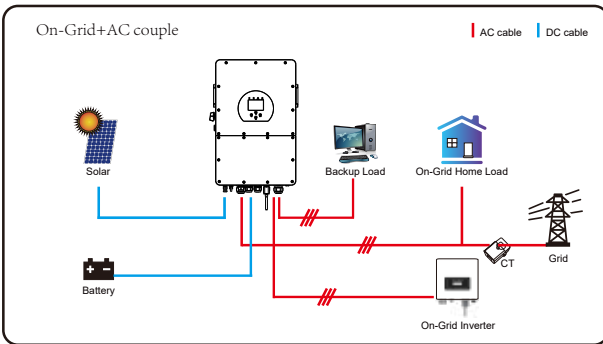 On-Grid+AC couple
AC cable
DC cable
Solar
Backup Load
On-Grid Home Load
CT
Grid
Battery
On-Grid Inverter